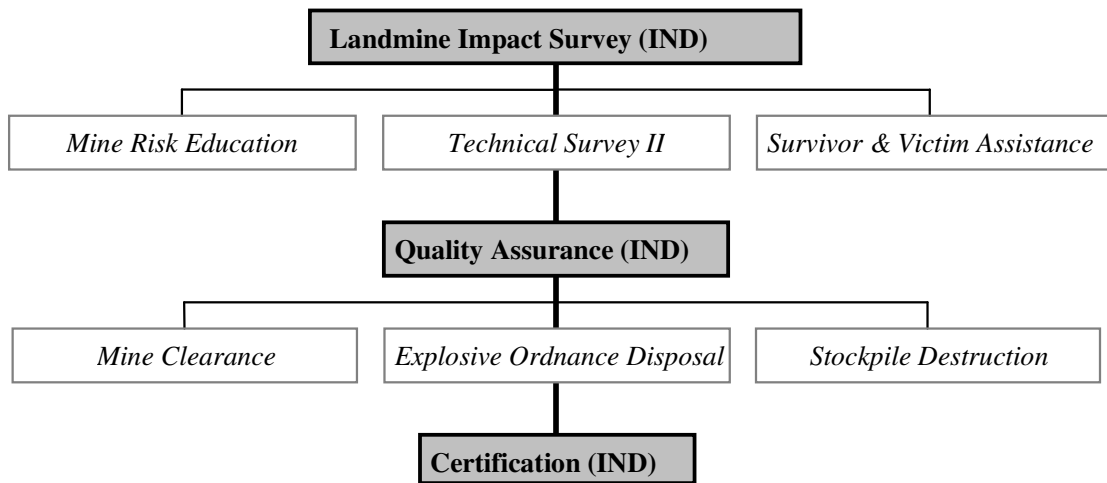 Landmine Impact Survey (IND)
Mine Risk Education
Technical Survey II
Survivor & Victim Assistance
Quality Assurance (IND)
Mine Clearance
Explosive Ordnance Disposal
Stockpile Destruction
Certification (IND)